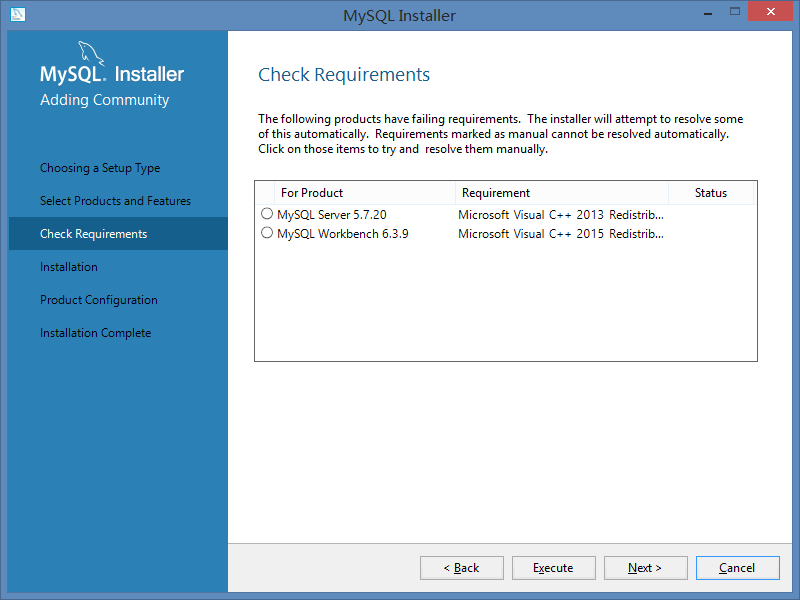 MySQL Installer
MySQL. Installer
Adding Community
Choosing a Setup Type
Select Products and Features
Check Requirements
Installation
Product Configuration
Installation Complete
Check Requirements
The following products have failing requirements. The installer will attempt to resolve some
of this automatically. Requirements marked as manual cannot be resolved automatically.
Click on those items to try and resolve them manually.
For Product Requirement Status
MySQL Server 5.7.20 Microsoft Visual C++ 2013 Redistrib...
MySQL Workbench 6.3.9 Microsoft Visual C++ 2015 Redistrib...
< Back Execute Next > Cancel